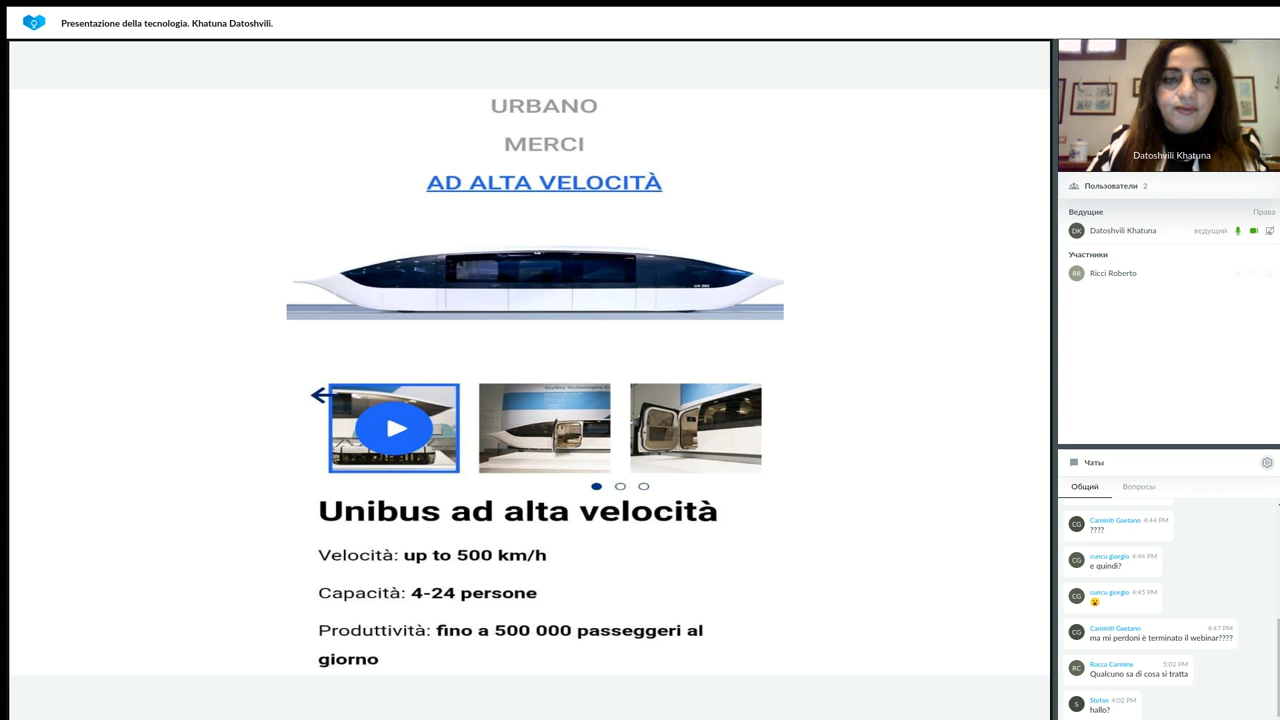 Presentazione della tecnologia. Khatuna Datoshvili.
URBANO
MERCI
AD ALTA VELOCITÀ
Unibus ad alta velocità
Velocità: up to 500 km/h
Capacità: 4-24 persone
Produttività: fino a 500 000 passeggeri al
giorno
Datoshvili Khatuna
Пользователи 2
Ведущие Права
DK Datoshvili Khatuna ведущий
Участники
RR Ricci Roberto
Чаты
Общий Вопросы
CG Caminiti Gaetano 4:44 PM
????
CG cuncu giorgio 4:44 PM
e quindi?
CG cuncu giorgio 4:45 PM
😮
CG Caminiti Gaetano 4:47 PM
ma mi perdoni è terminato il webinar????
RC Rocca Carmine 5:02 PM
Qualcuno sa di cosa si tratta
S Stefan 4:02 PM
hallo?